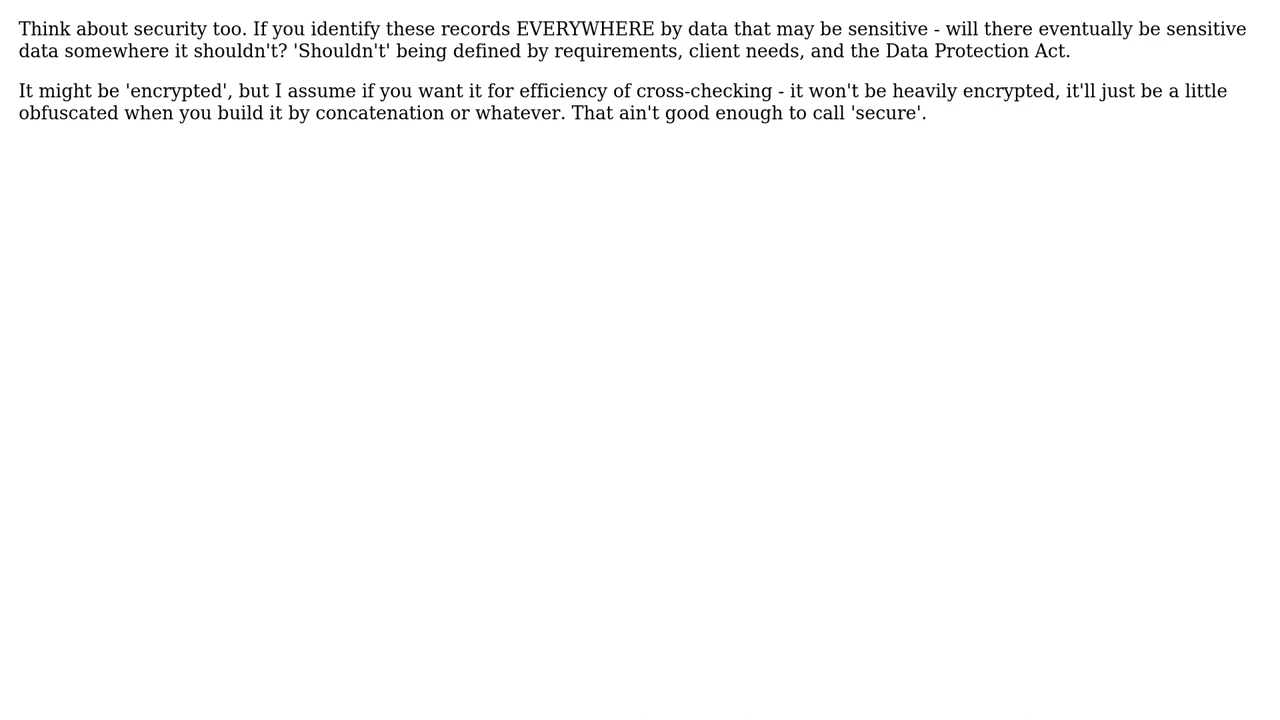 Think about security too. If you identify these records EVERYWHERE by data that may be sensitive - will there eventually be sensitive
data somewhere it shouldn't? 'Shouldn't' being defined by requirements, client needs, and the Data Protection Act.
It might be 'encrypted', but I assume if you want it for efficiency of cross-checking - it won't be heavily encrypted, it'll just be a little
obfuscated when you build it by concatenation or whatever. That ain't good enough to call 'secure'.